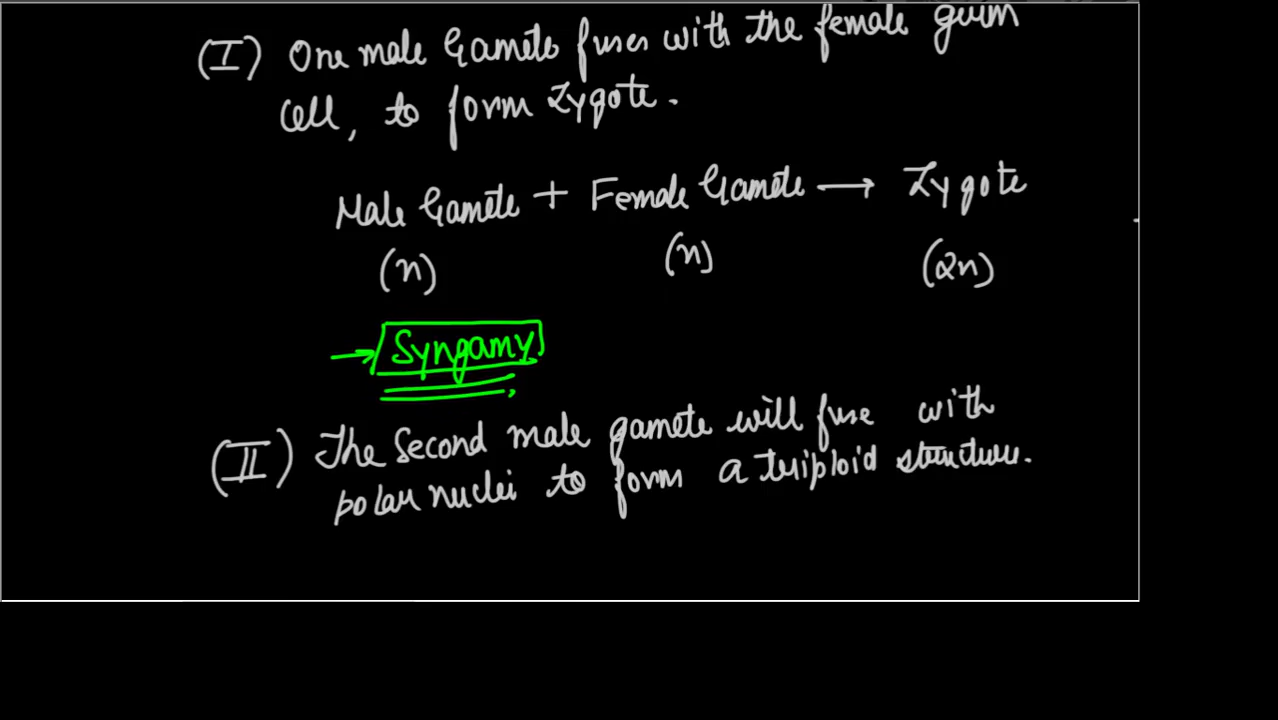 (I) One male Gamete fuses with the female germ
cell, to form Zygote.
Male Gamete + Female Gamete → Zygote
(n) (n) (2n)
→ Syngamy
(II) The Second male gamete will fuse with
polar nuclei to form a triploid structure.